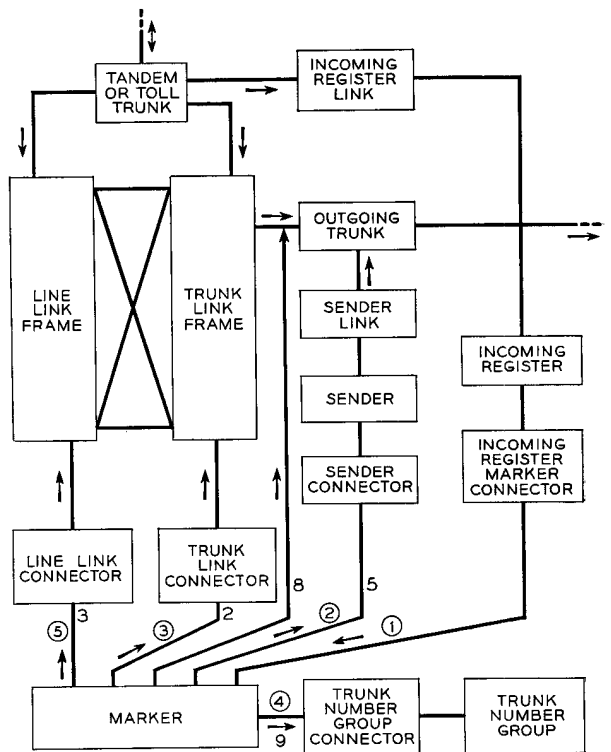 TANDEM
OR TOLL
TRUNK
INCOMING
REGISTER
LINK
LINE
LINK
FRAME
TRUNK
LINK
FRAME
OUTGOING
TRUNK
SENDER
LINK
SENDER
SENDER
CONNECTOR
INCOMING
REGISTER
INCOMING
REGISTER
MARKER
CONNECTOR
LINE LINK
CONNECTOR
TRUNK
LINK
CONNECTOR
3
2
8
5
⑤
③
②
①
MARKER
④
9
TRUNK
NUMBER
GROUP
CONNECTOR
TRUNK
NUMBER
GROUP